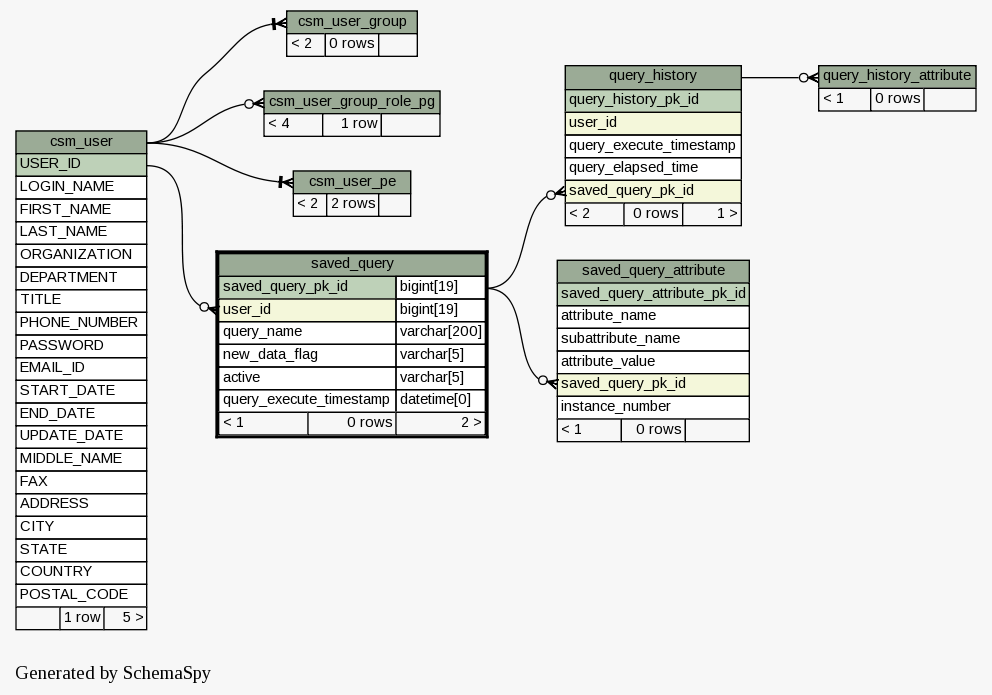 csm_user_group
< 2 0 rows
csm_user_group_role_pg
< 4 1 row
csm_user_pe
< 2 2 rows
csm_user
USER_ID
LOGIN_NAME
FIRST_NAME
LAST_NAME
ORGANIZATION
DEPARTMENT
TITLE
PHONE_NUMBER
PASSWORD
EMAIL_ID
START_DATE
END_DATE
UPDATE_DATE
MIDDLE_NAME
FAX
ADDRESS
CITY
STATE
COUNTRY
POSTAL_CODE
1 row 5 >
saved_query
saved_query_pk_id bigint[19]
user_id bigint[19]
query_name varchar[200]
new_data_flag varchar[5]
active varchar[5]
query_execute_timestamp datetime[0]
< 1 0 rows 2 >
query_history
query_history_pk_id
user_id
query_execute_timestamp
query_elapsed_time
saved_query_pk_id
< 2 0 rows 1 >
query_history_attribute
< 1 0 rows
saved_query_attribute
saved_query_attribute_pk_id
attribute_name
subattribute_name
attribute_value
saved_query_pk_id
instance_number
< 1 0 rows
Generated by SchemaSpy